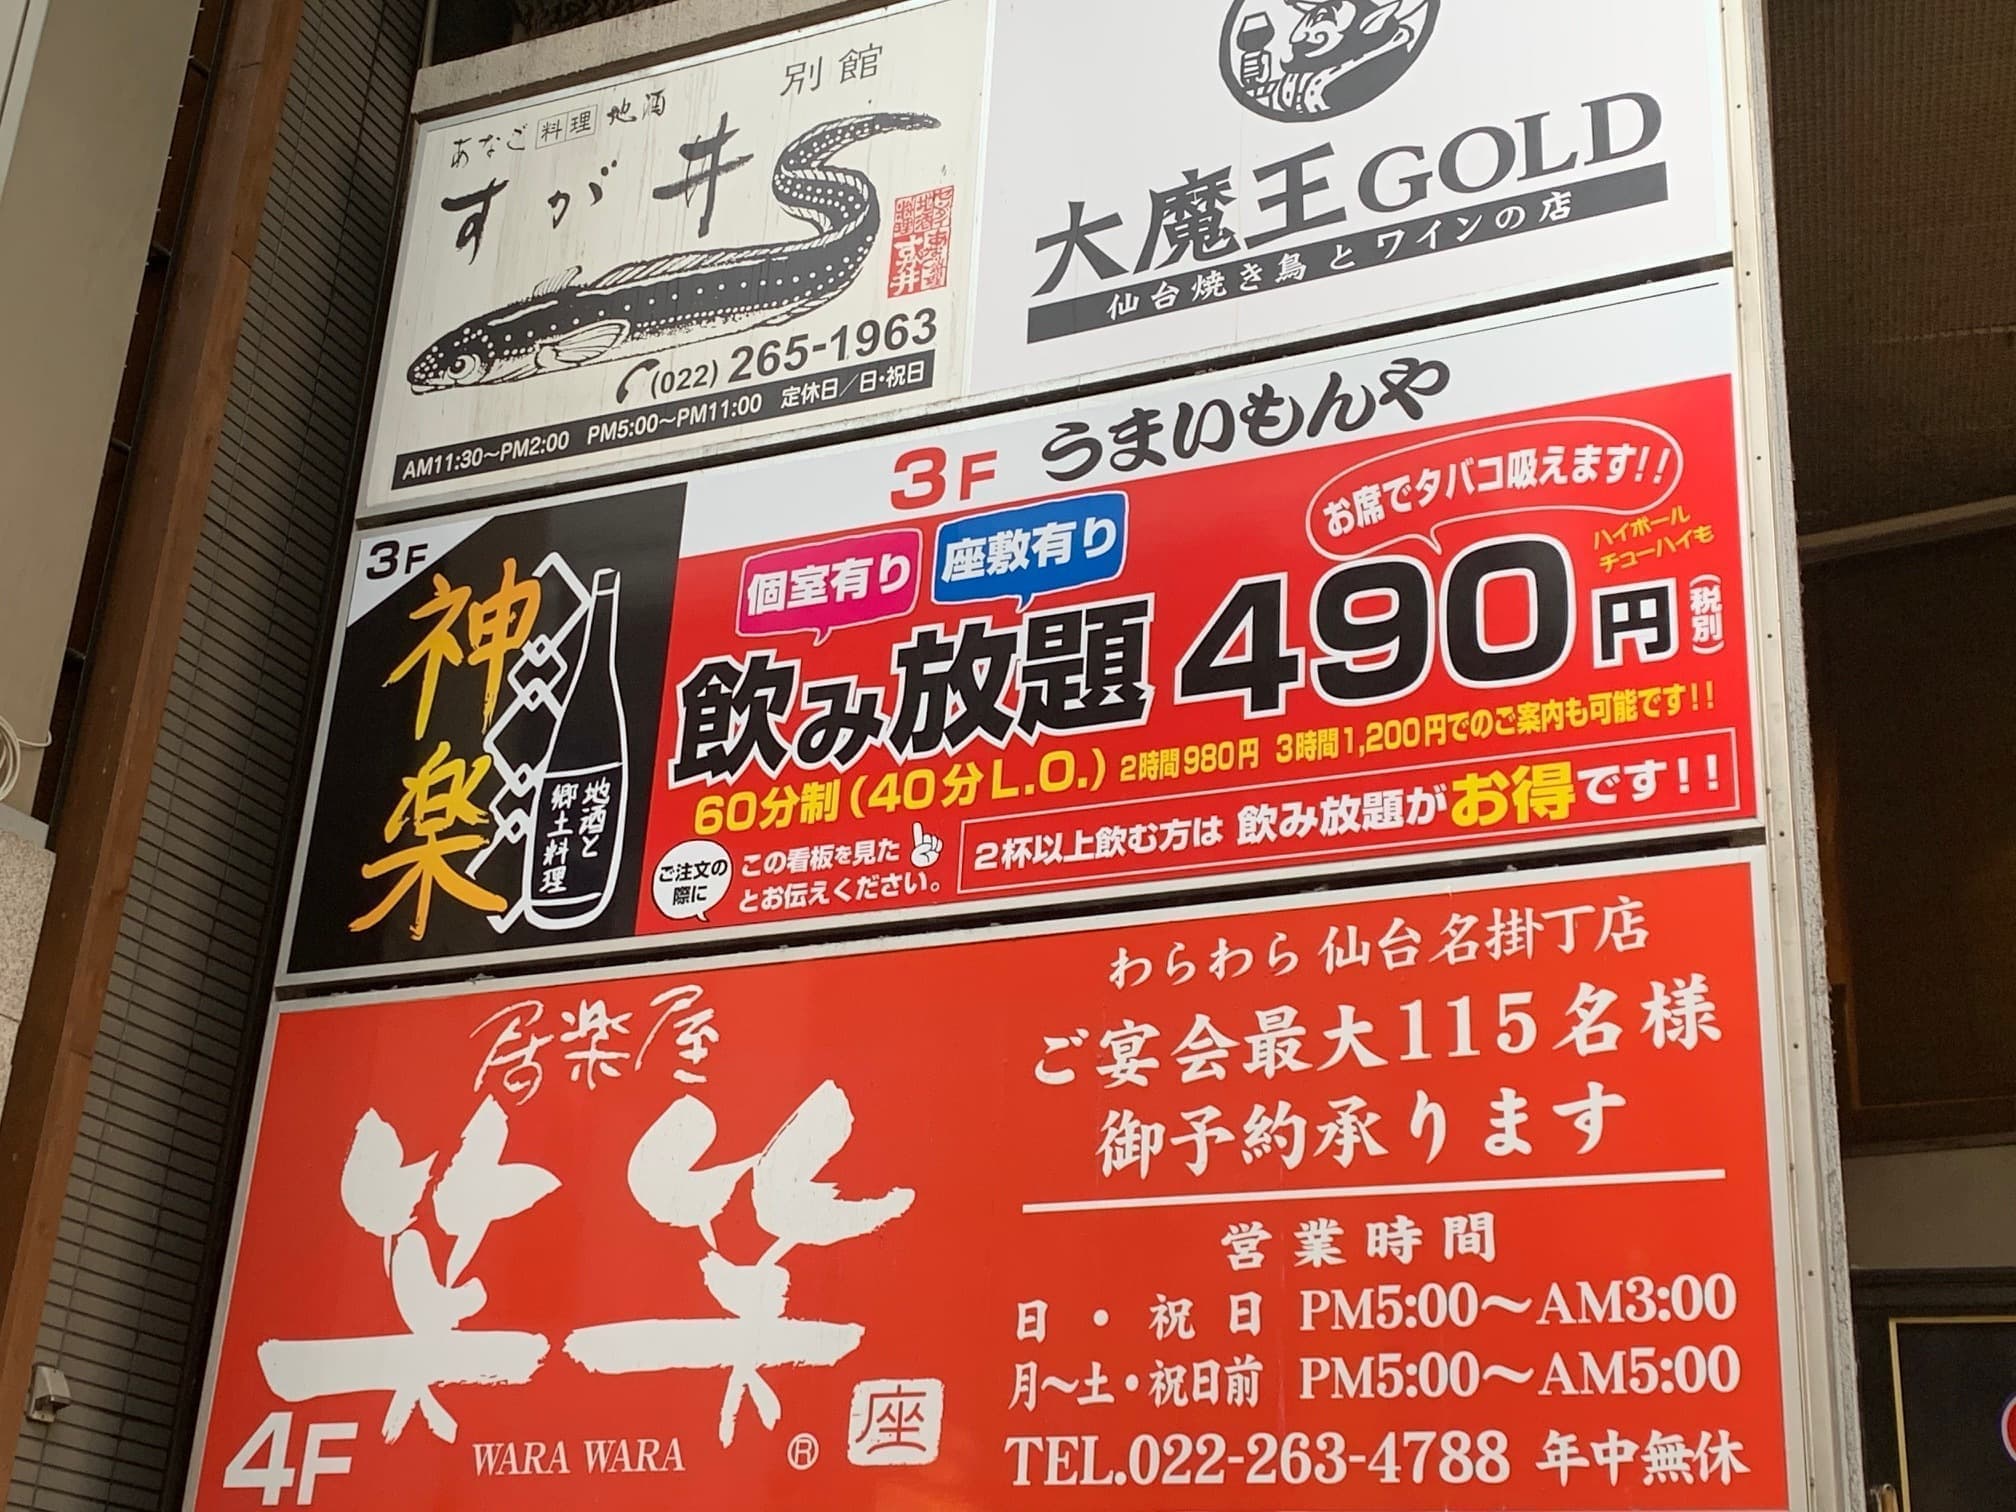 あなご 料理 地酒
別館
すが井
すが井
(022) 265-1963
AM11:30～PM2:00 PM5:00～PM11:00 定休日／日・祝日
大魔王GOLD
仙台焼き鳥とワインの店
3F
神楽
地酒と
郷土料理
3F うまいもんや
個室有り
座敷有り
お席でタバコ吸えます!!
ハイボール
チューハイも
飲み放題490円(税別)
60分制(40分L.O.) 2時間980円 3時間1,200円でのご案内も可能です!!
ご注文の
際に
この看板を見た
とお伝えください。
2杯以上飲む方は 飲み放題がお得です!!
居楽屋
笑笑
4F
WARA WARA
®
座
わらわら 仙台名掛丁店
ご宴会最大115名様
御予約承ります
営業時間
日・祝日 PM5:00～AM3:00
月～土・祝日前 PM5:00～AM5:00
TEL.022-263-4788 年中無休